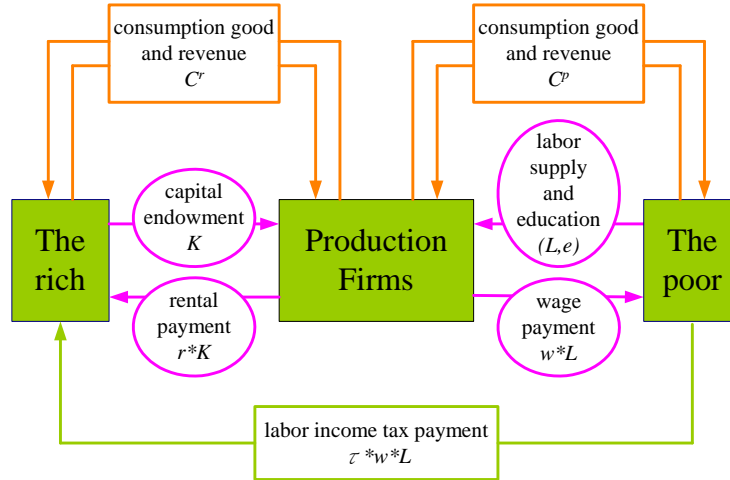 consumption good
and revenue
C^r
consumption good
and revenue
C^p
labor
supply
and
education
(L,e)
capital
endowment
K
The
rich
Production
Firms
The
poor
rental
payment
r*K
wage
payment
w*L
labor income tax payment
τ *w*L